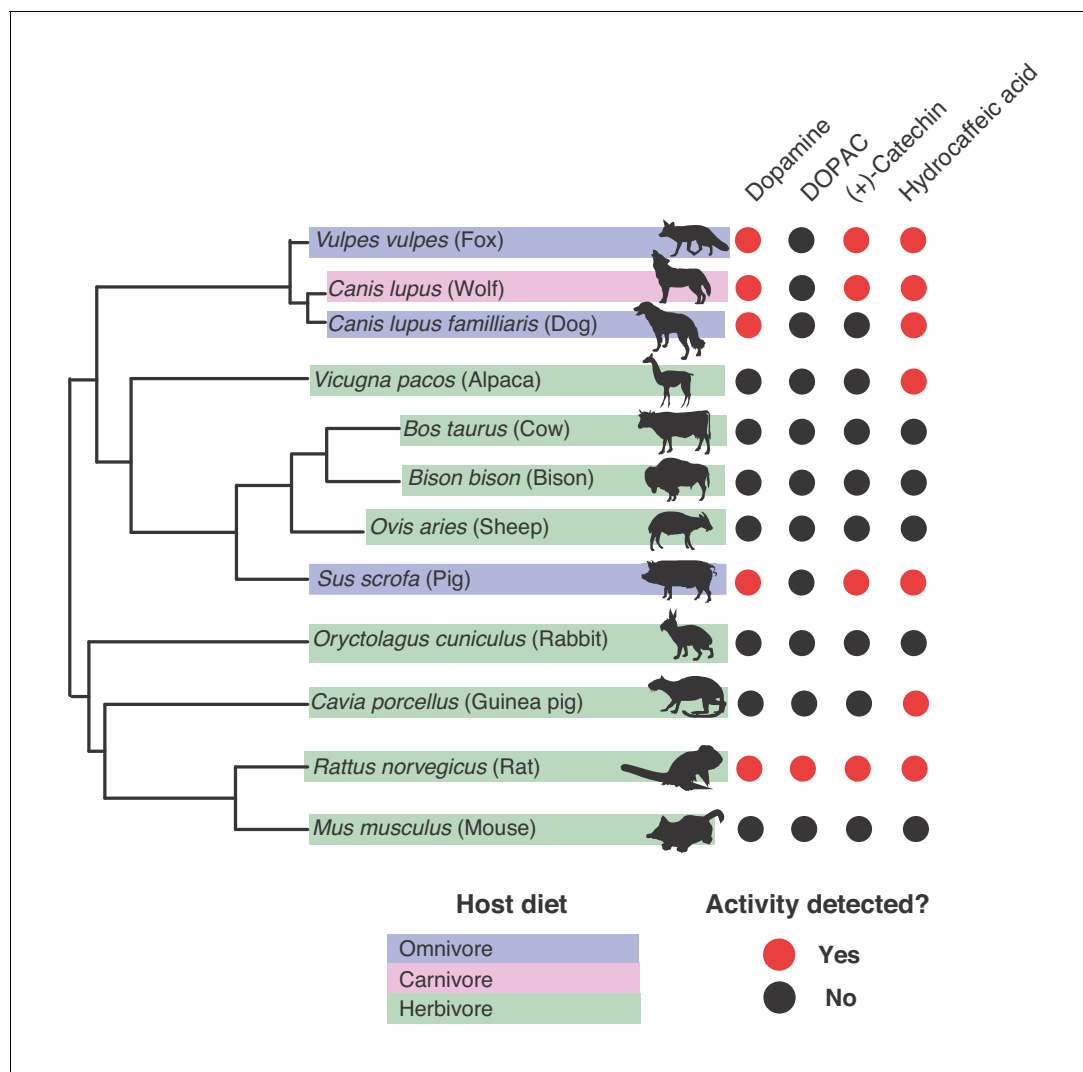 Dopamine
DOPAC
(+)-Catechin
Hydrocaffeic acid
Vulpes vulpes (Fox)
Canis lupus (Wolf)
Canis lupus familliaris (Dog)
Vicugna pacos (Alpaca)
Bos taurus (Cow)
Bison bison (Bison)
Ovis aries (Sheep)
Sus scrofa (Pig)
Oryctolagus cuniculus (Rabbit)
Cavia porcellus (Guinea pig)
Rattus norvegicus (Rat)
Mus musculus (Mouse)
Host diet
Omnivore
Carnivore
Herbivore
Activity detected?
Yes
No